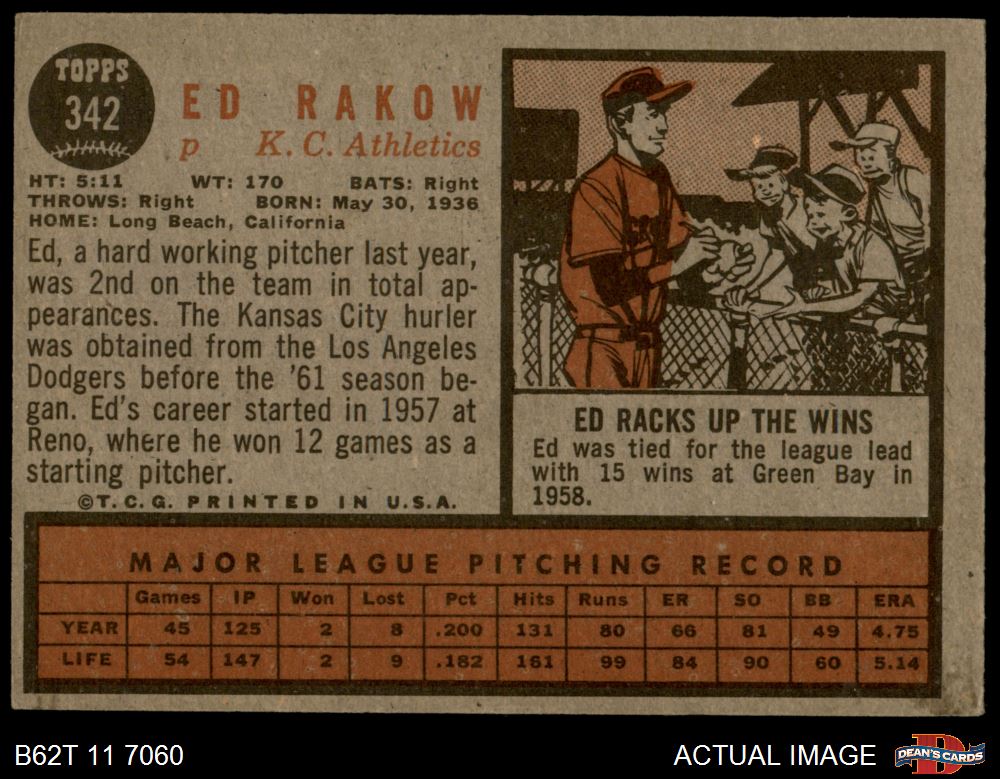 TOPPS
342
ED RAKOW
p K. C. Athletics
HT: 5:11 WT: 170 BATS: Right
THROWS: Right BORN: May 30, 1936
HOME: Long Beach, California
Ed, a hard working pitcher last year,
was 2nd on the team in total ap-
pearances. The Kansas City hurler
was obtained from the Los Angeles
Dodgers before the '61 season be-
gan. Ed's career started in 1957 at
Reno, where he won 12 games as a
starting pitcher.
©T.C.G. PRINTED IN U.S.A.
ED RACKS UP THE WINS
Ed was tied for the league lead
with 15 wins at Green Bay in
1958.
MAJOR LEAGUE PITCHING RECORD
Games IP Won Lost Pct Hits Runs ER SO BB ERA
YEAR 45 125 2 8 .200 131 80 66 81 49 4.75
LIFE 54 147 2 9 .182 161 99 84 90 60 5.14
B62T 11 7060
ACTUAL IMAGE
DEAN'S CARDS